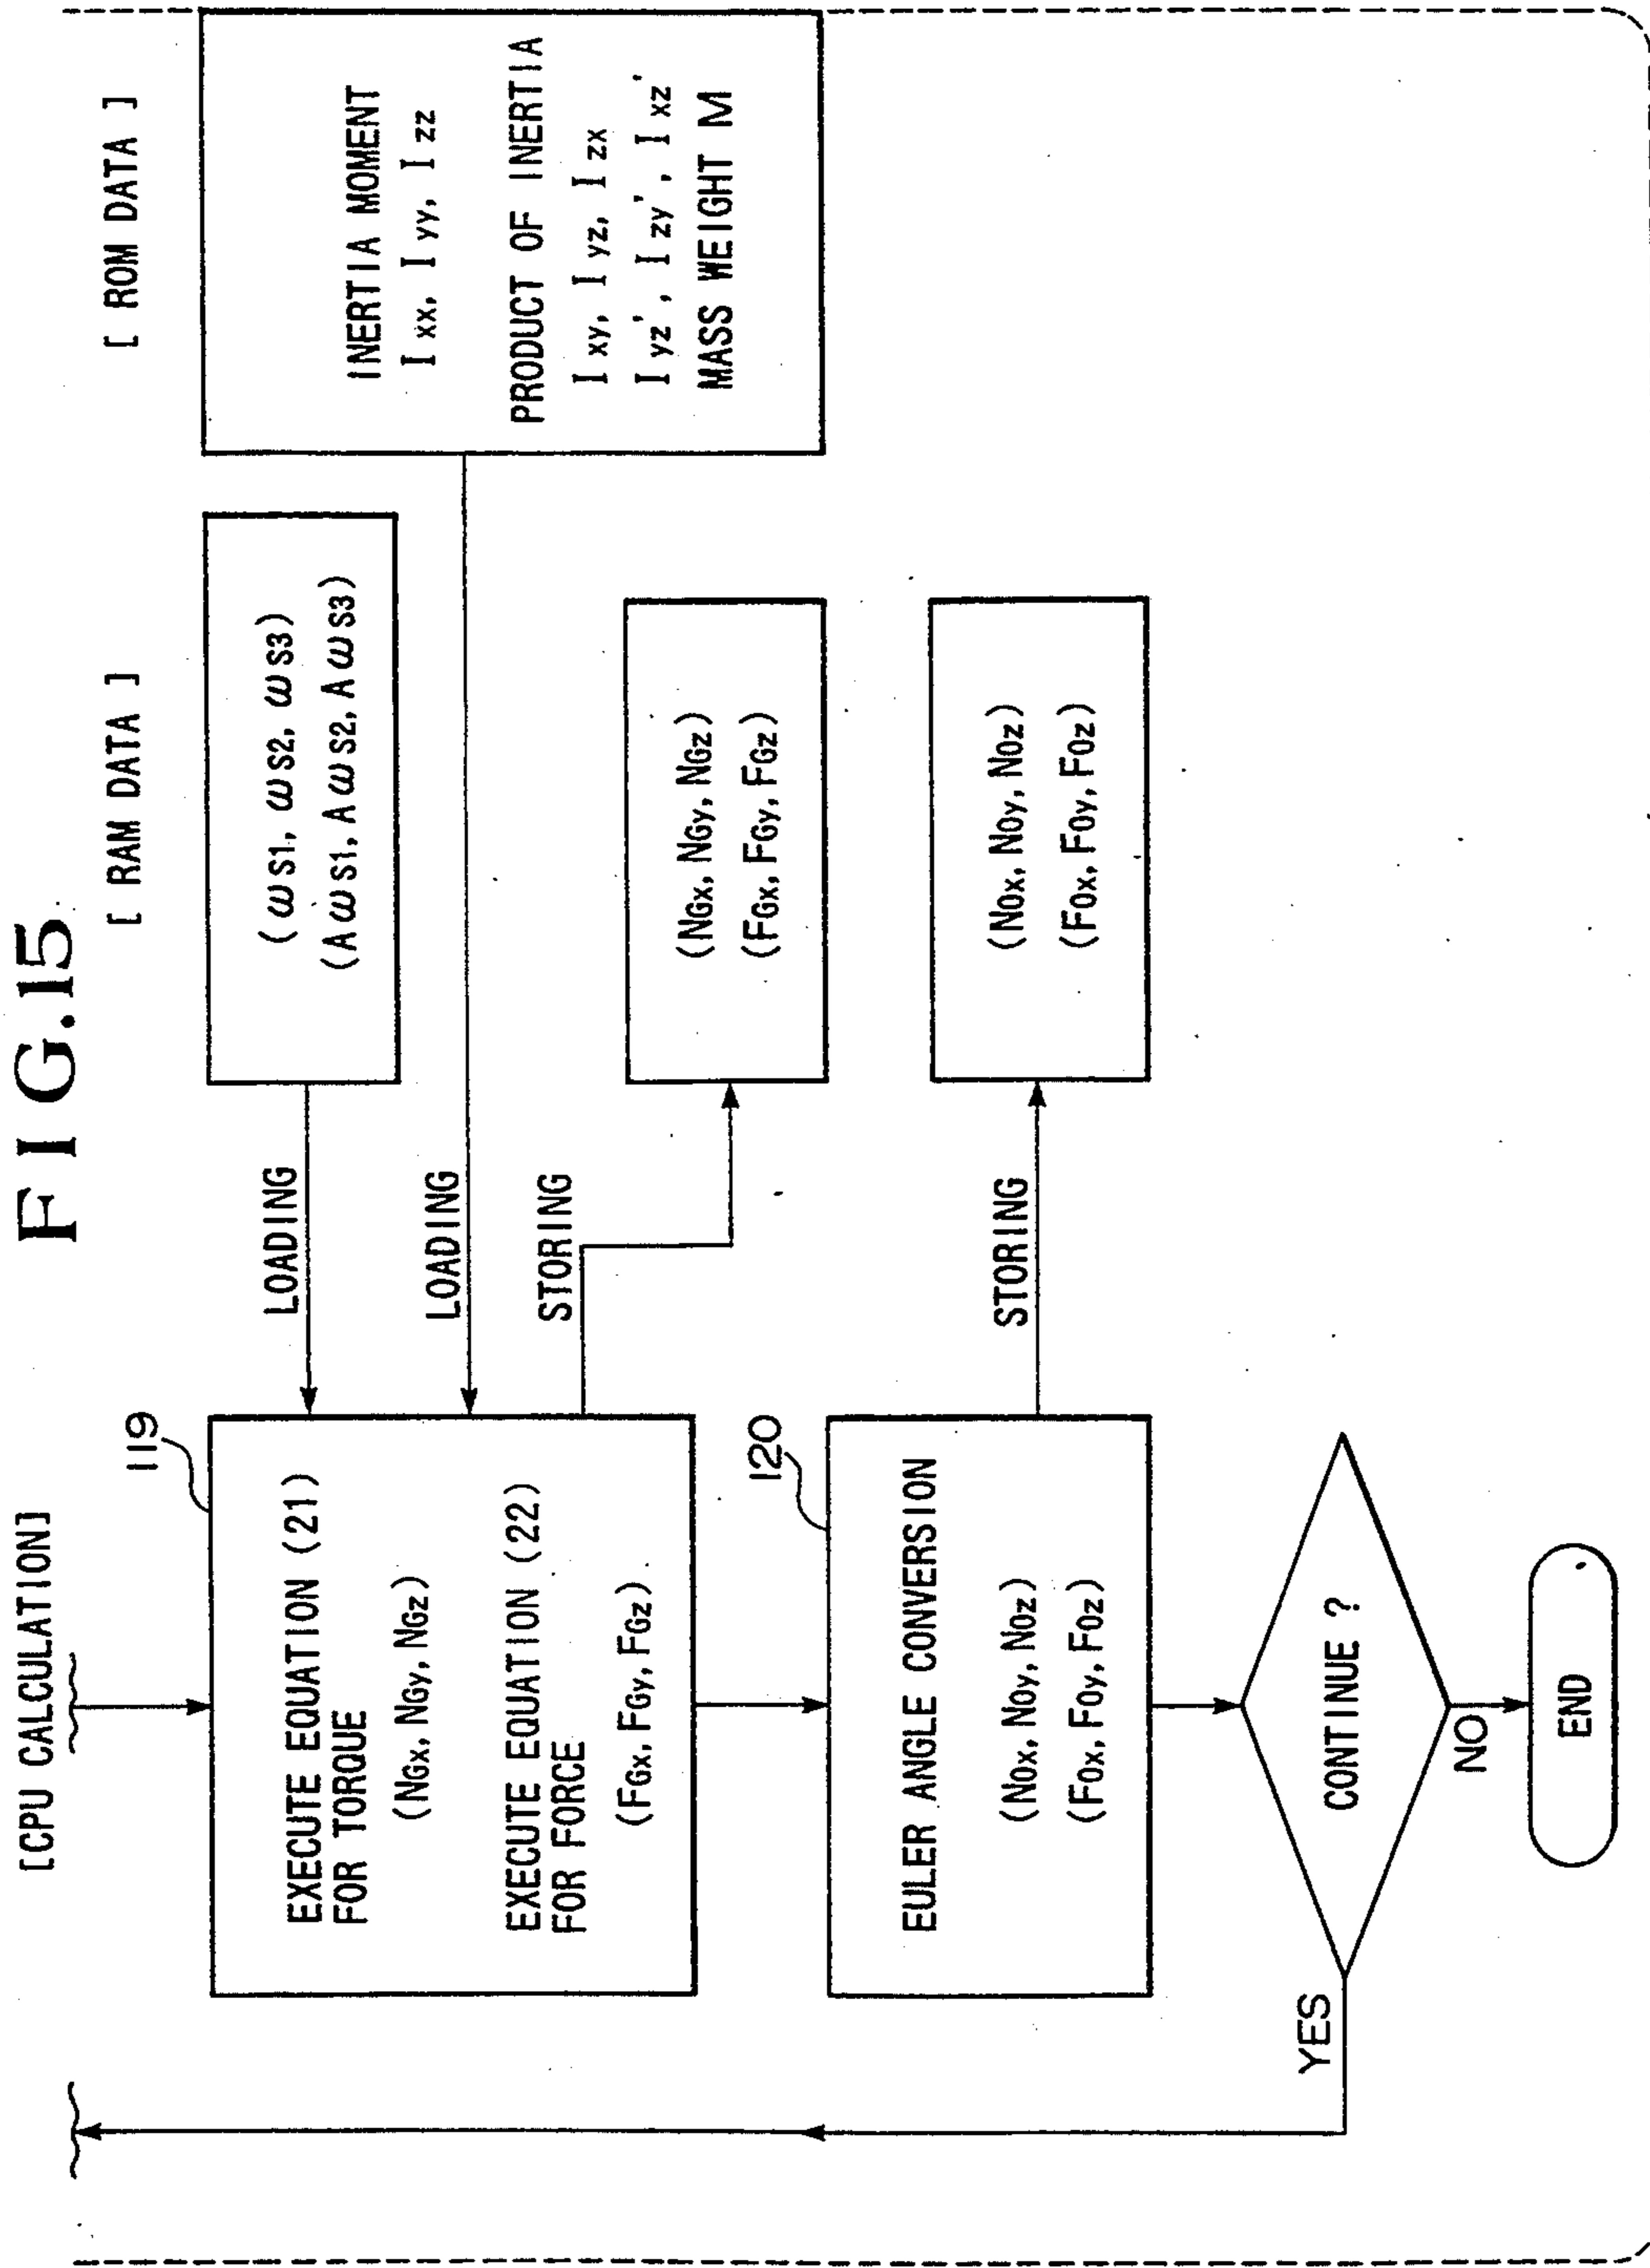 FIG.15
[CPU CALCULATION]
[ RAM DATA ]
[ ROM DATA ]
119
EXECUTE EQUATION (21)
FOR TORQUE
(NGx, NGy, NGz)
EXECUTE EQUATION (22)
FOR FORCE
(FGx, FGy, FGz)
LOADING
LOADING
STORING
(ωS1, ωS2, ωS3)
(AωS1, AωS2, AωS3)
INERTIA MOMENT
Ixx, Iyy, Izz
PRODUCT OF INERTIA
Ixy, Iyz, Izx
Iyz', Izy', Ixz'
MASS WEIGHT M
(NGx, NGy, NGz)
(FGx, FGy, FGz)
120
EULER ANGLE CONVERSION
(NOx, NOy, NOz)
(FOx, FOy, FOz)
STORING
(NOx, NOy, NOz)
(FOx, FOy, FOz)
CONTINUE ?
YES
NO
END